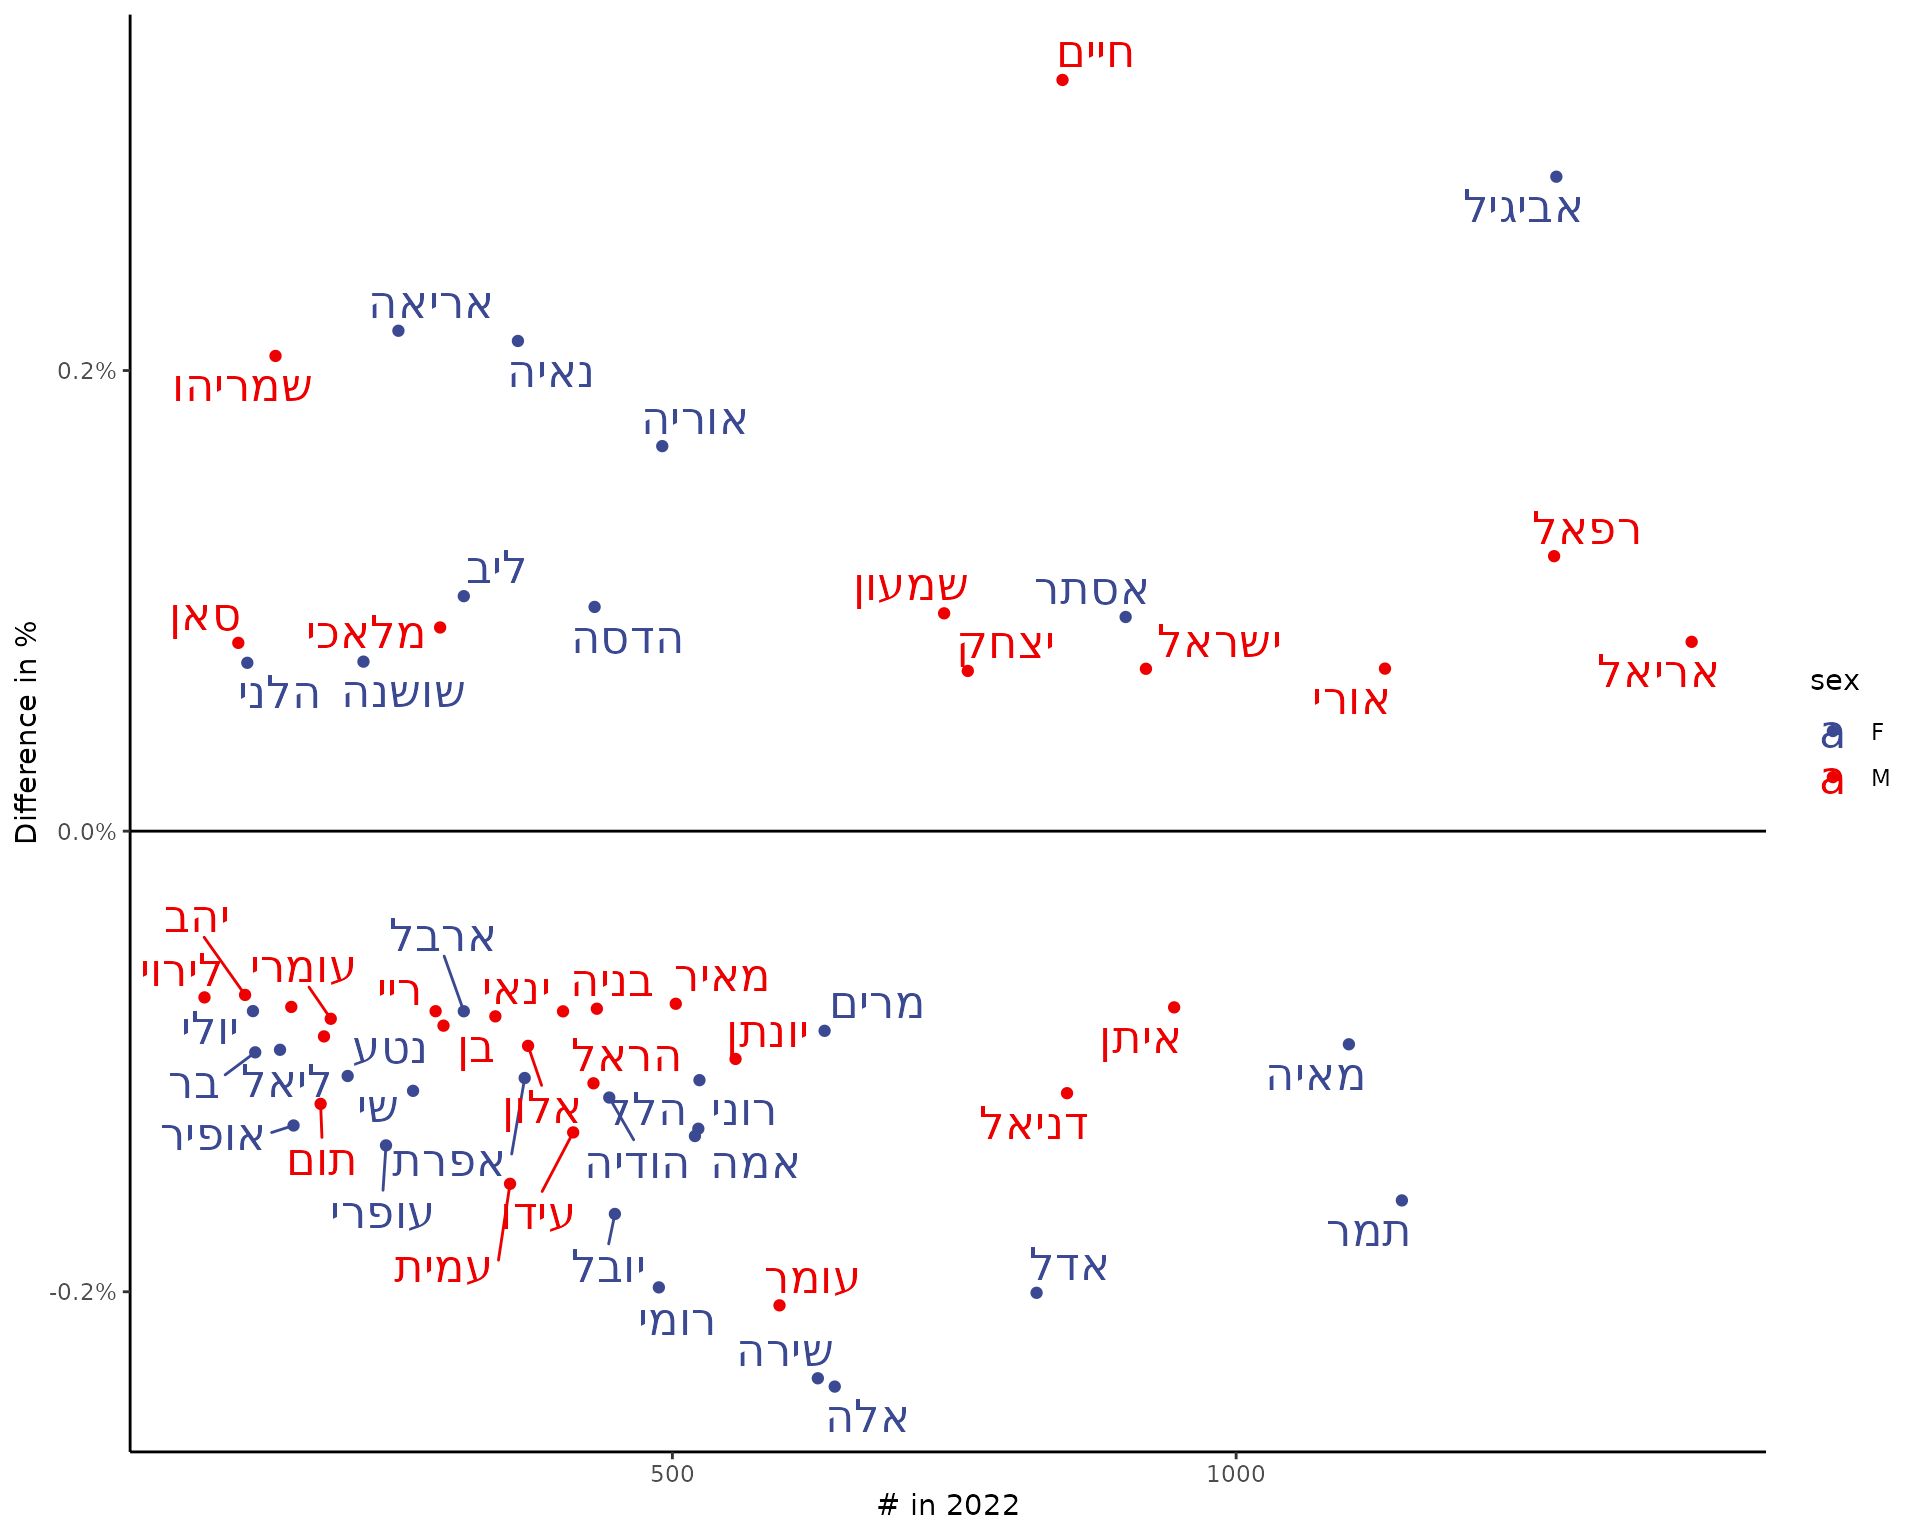 חיים
אביגיל
אריאה
נאיה
שמריהו
0.2%
אוריה
רפאל
ליב
שמעון
אסתר
סאן
מלאכי
הדסה
יצחק
ישראל
אריאל
הלני
שושנה
אורי
Difference in %
sex
a F
a M
0.0%
יהב
ארבל
לירוי
עומרי
ריי
ינאי
בניה
מאיר
מרים
יולי
בן
יונתן
איתן
נטע
הראל
מאיה
בר
ליאל
שי
אלון
הלל
רוני
דניאל
אופיר
תום
אפרת
הודיה
אמה
עופרי
עידו
תמר
עמית
יובל
עומר
אדל
-0.2%
רומי
שירה
אלה
500
1000
# in 2022